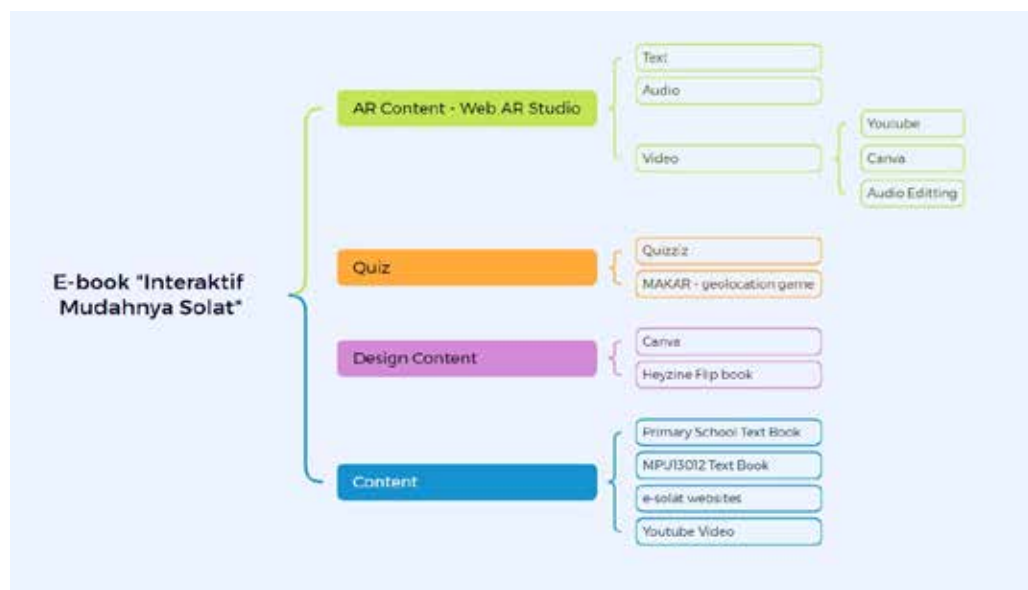 E-book "Interaktif
Mudahnya Solat"
AR Content - Web AR Studio
Text
Audio
Video
Youtube
Canva
Audio Editting
Quiz
Quizziz
MAKAR - geolocation game
Design Content
Canva
Heyzine Flip book
Content
Primary School Text Book
MPU13012 Text Book
e-solat websites
Youtube Video